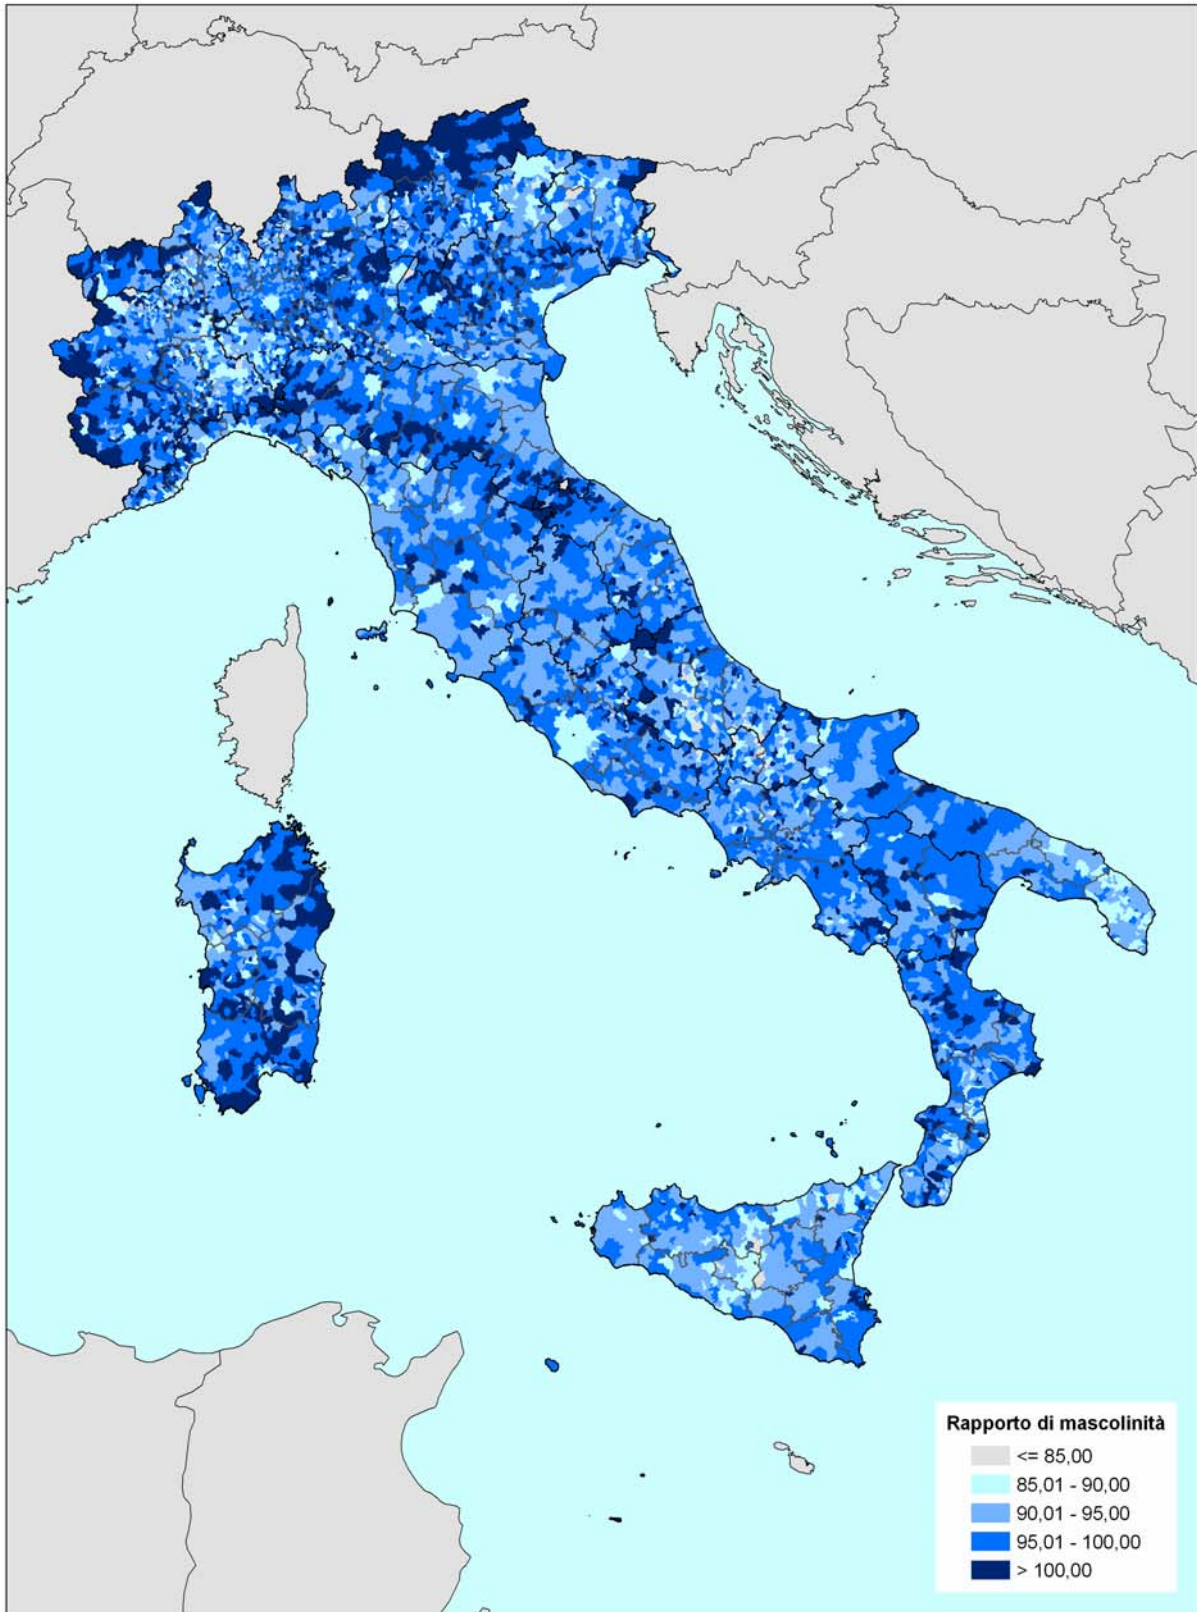 Rapporto di mascolinità
<= 85,00
85,01 - 90,00
90,01 - 95,00
95,01 - 100,00
> 100,00